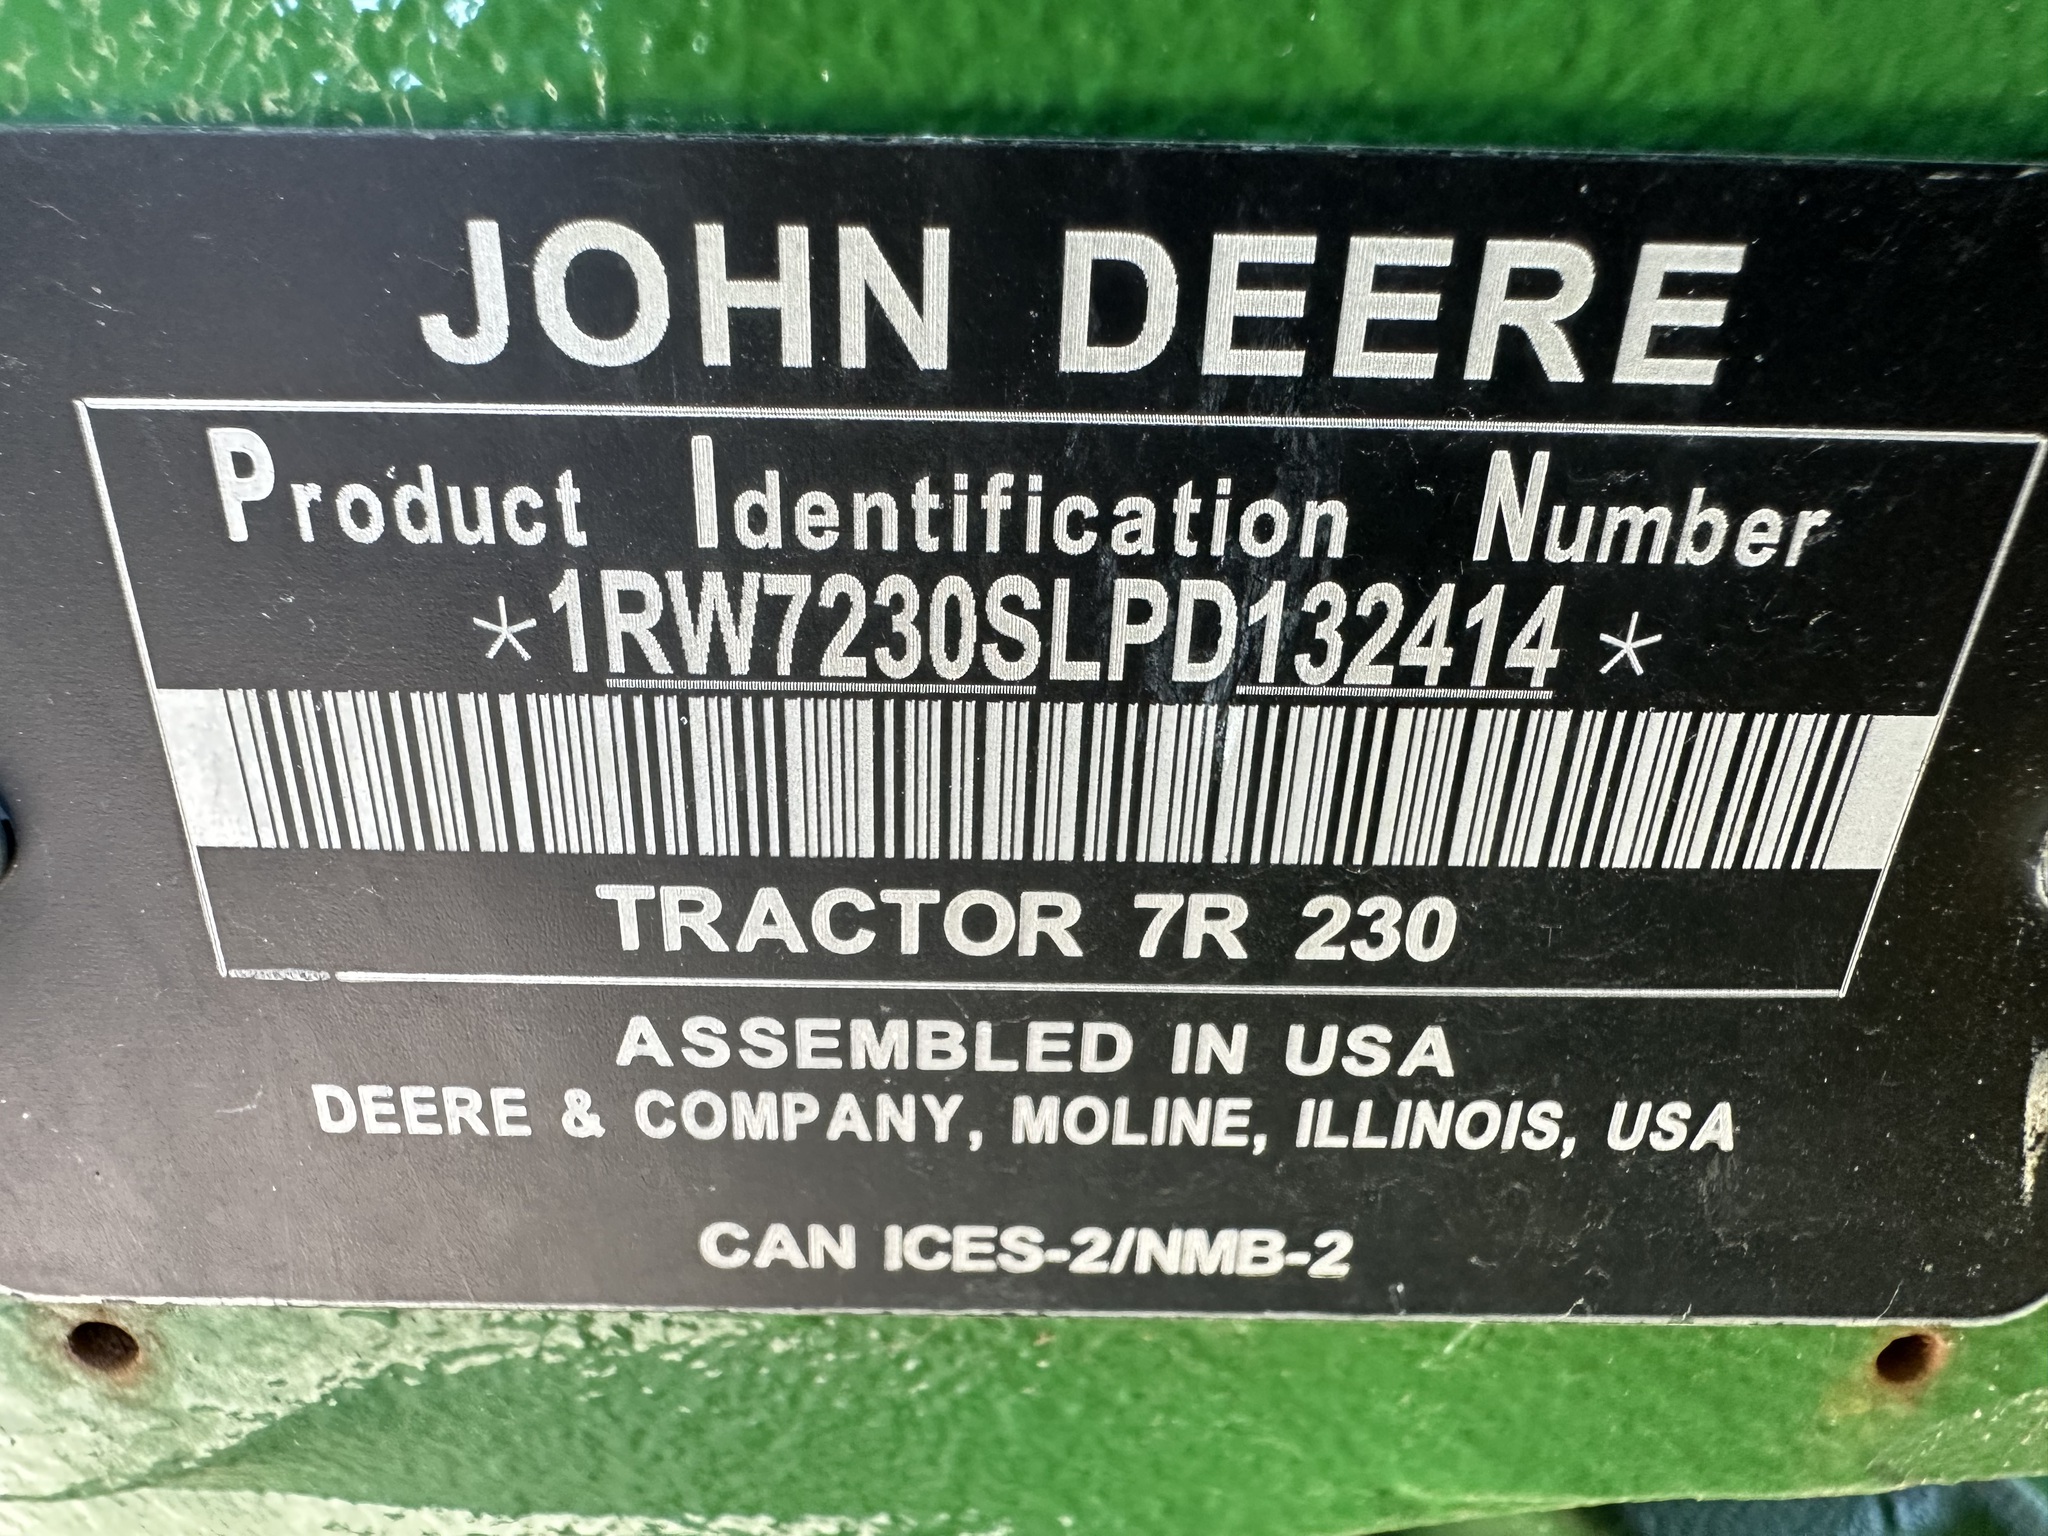 JOHN DEERE
Product Identification Number
*1RW7230SLPD132414*
TRACTOR 7R 230
ASSEMBLED IN USA
DEERE & COMPANY, MOLINE, ILLINOIS, USA
CAN ICES-2/NMB-2